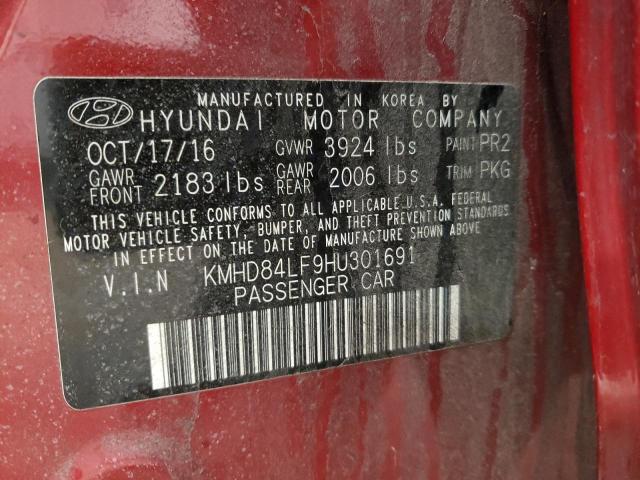 MANUFACTURED IN KOREA BY
HYUNDAI MOTOR COMPANY
OCT/17/16 GVWR 3924 lbs PAINT PR2
GAWR FRONT 2183 lbs GAWR REAR 2006 lbs TRIM PKG
THIS VEHICLE CONFORMS TO ALL APPLICABLE U.S.A. FEDERAL
MOTOR VEHICLE SAFETY, BUMPER, AND THEFT PREVENTION STANDARDS
IN EFFECT ON THE DATE OF MANUFACTURE SHOWN ABOVE.
V.I.N KMHD84LF9HU301691
PASSENGER CAR